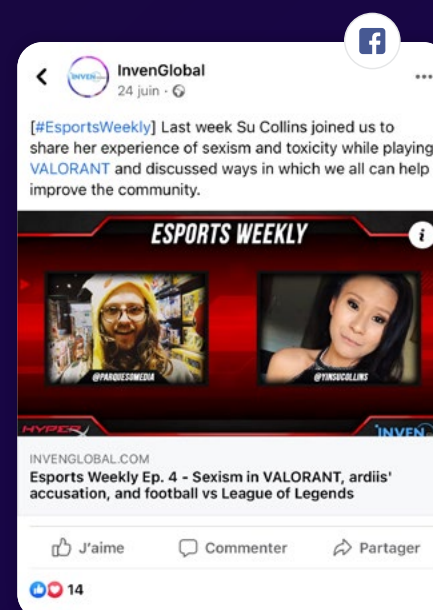 InvenGlobal
24 juin ·
[#EsportsWeekly] Last week Su Collins joined us to
share her experience of sexism and toxicity while playing
VALORANT and discussed ways in which we all can help
improve the community.
ESPORTS WEEKLY
i
@PARQUESOMEDIA
@YINSUCOLLINS
HYPERX
INVEN
INVENGLOBAL.COM
Esports Weekly Ep. 4 - Sexism in VALORANT, ardiis'
accusation, and football vs League of Legends
J'aime
Commenter
Partager
14